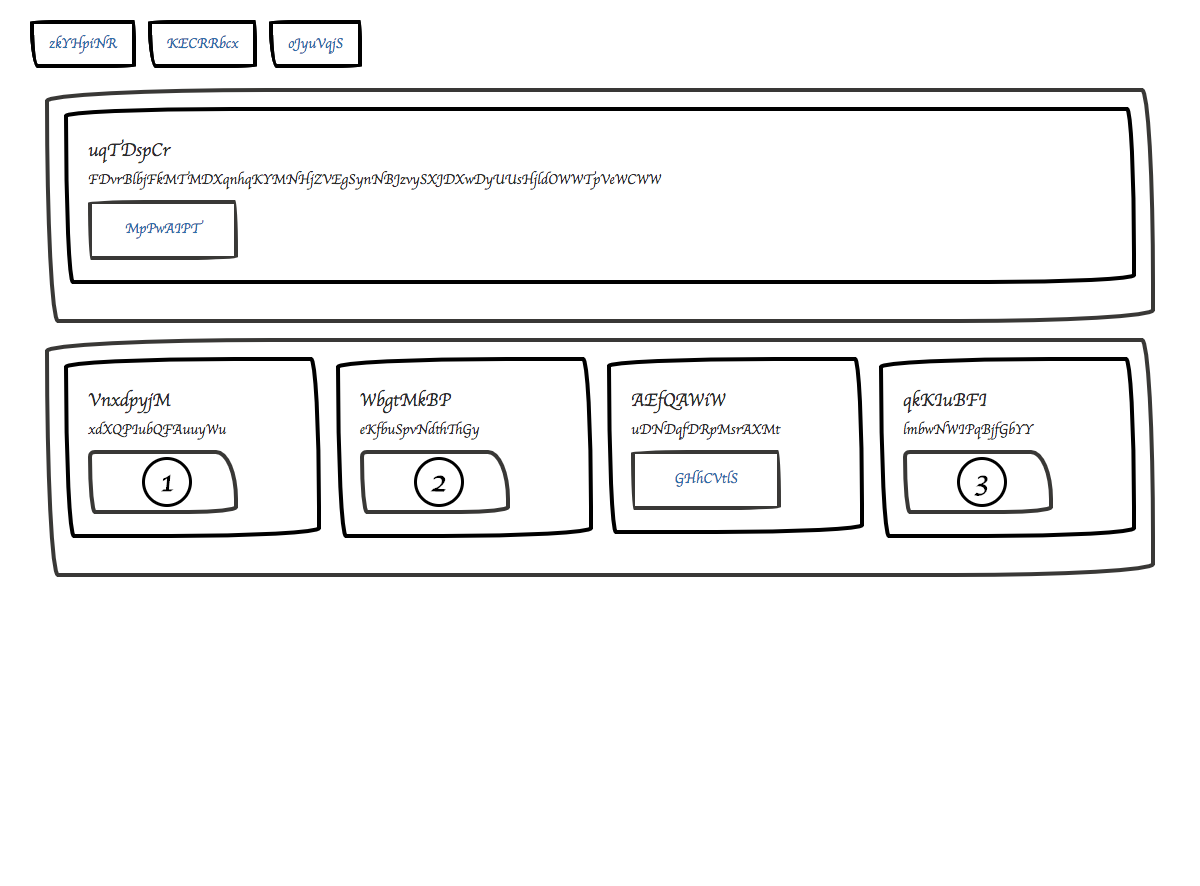 zkYHpiNR KECRRbcx oJyuVqjS
uqTDspCr
FDvrBlbjFkMTMDXqnhqKYMNHjZVEgSynNBJzvySXJDXwDyUUsHjldOWWTpVeWCWW
MpPwAIPT
VnxdpyjM WbgtMkBP AEfQAWiW qkKIuBFI
xdXQPIubQFAuuyWu eKfbuSpvNdthThGy uDNDqfDRpMsrAXMt lmbwNWIPqBjfGbYY
1 2 GHhCVtlS 3